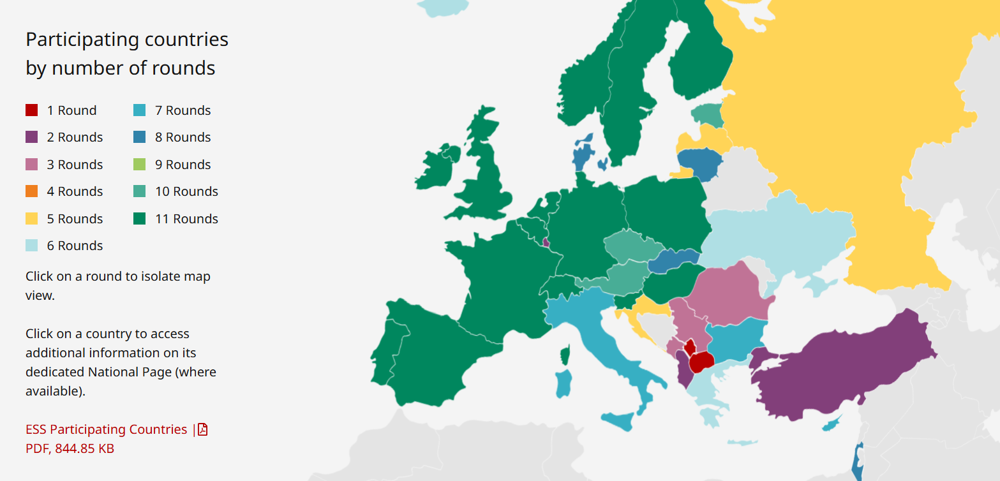 Participating countries
by number of rounds
1 Round
2 Rounds
3 Rounds
4 Rounds
5 Rounds
6 Rounds
7 Rounds
8 Rounds
9 Rounds
10 Rounds
11 Rounds
Click on a round to isolate map
view.
Click on a country to access
additional information on its
dedicated National Page (where
available).
ESS Participating Countries |
PDF, 844.85 KB